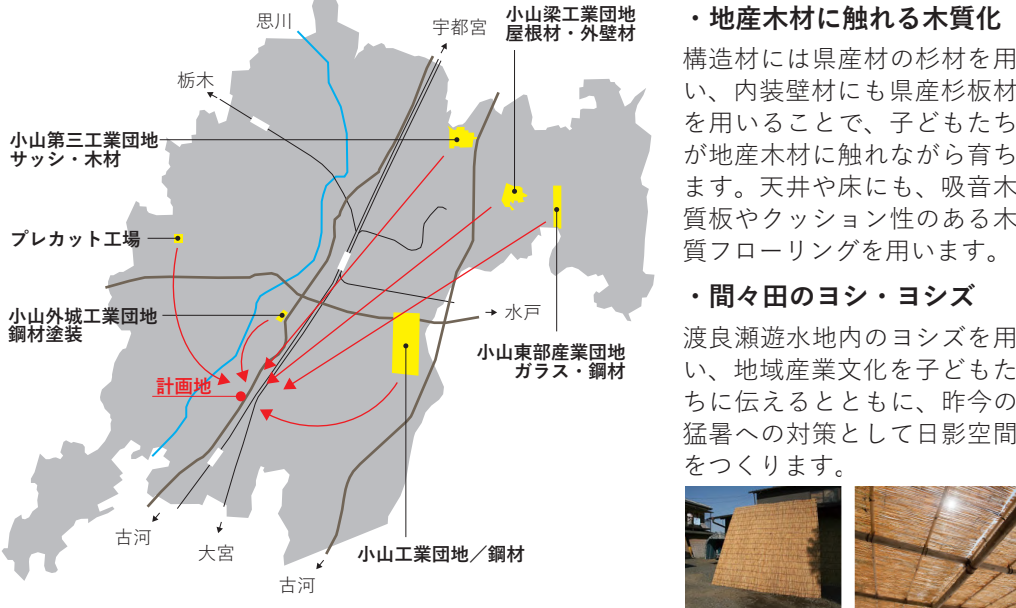 思川
宇都宮
小山梁工業団地
屋根材・外壁材
栃木
小山第三工業団地
サッシ・木材
プレカット工場
小山外城工業団地
鋼材塗装
水戸
小山東部産業団地
ガラス・鋼材
計画地
小山工業団地／鋼材
古河
大宮
古河
・地産木材に触れる木質化
構造材には県産材の杉材を用
い、内装壁材にも県産杉板材
を用いることで、子どもたち
が地産木材に触れながら育ち
ます。天井や床にも、吸音木
質板やクッション性のある木
質フローリングを用います。
・間々田のヨシ・ヨシズ
渡良瀬遊水地内のヨシズを用
い、地域産業文化を子どもた
ちに伝えるとともに、昨今の
猛暑への対策として日影空間
をつくります。